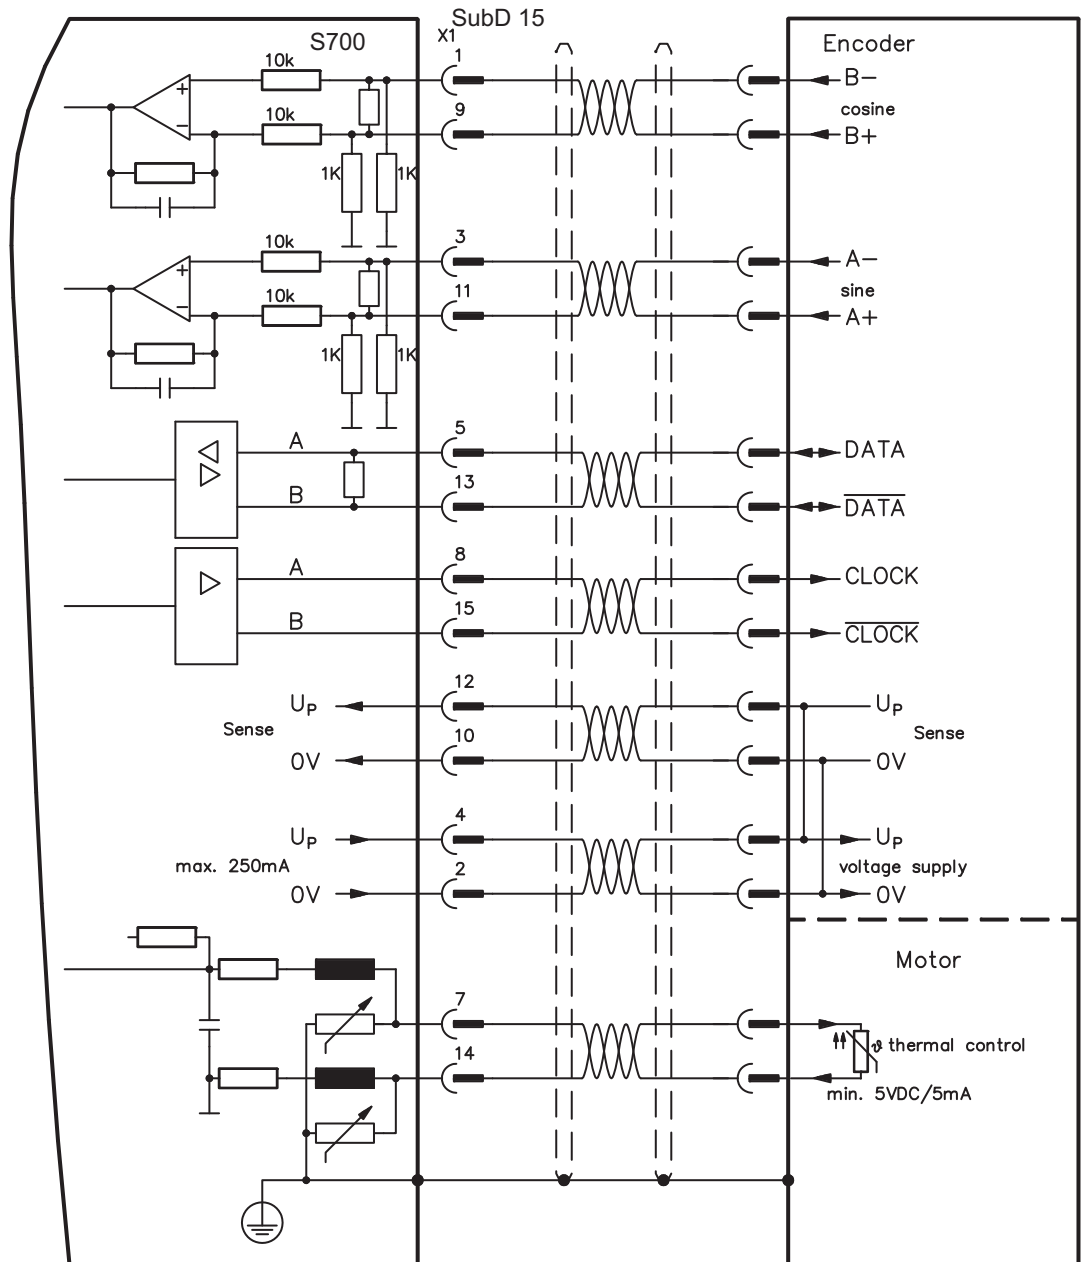 SubD 15
S700
X1
Encoder
10k
1
B–
cosine
10k
9
B+
1K
1K
10k
3
A–
sine
10k
11
A+
1K
1K
A
5
DATA
B
13
D̅A̅T̅A̅
A
8
CLOCK
B
15
C̅L̅O̅C̅K̅
UP
12
UP
Sense
Sense
0V
10
0V
UP
4
UP
max. 250mA
voltage supply
0V
2
0V
Motor
7
ϑ thermal control
14
min. 5VDC/5mA